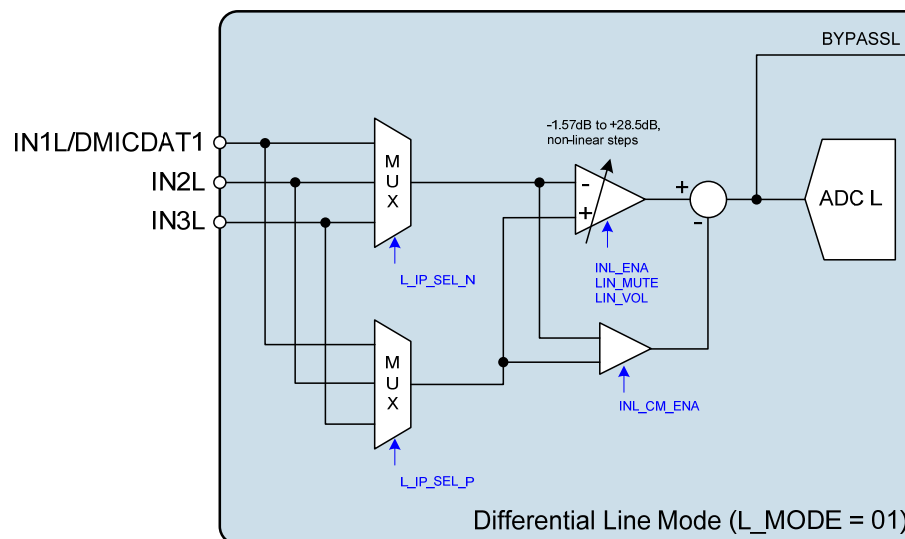 BYPASSL
IN1L/DMICDAT1
IN2L
IN3L
M
U
X
L_IP_SEL_N
-1.57dB to +28.5dB,
non-linear steps
-
+
INL_ENA
LIN_MUTE
LIN_VOL
+
-
ADC L
M
U
X
L_IP_SEL_P
INL_CM_ENA
Differential Line Mode (L_MODE = 01)